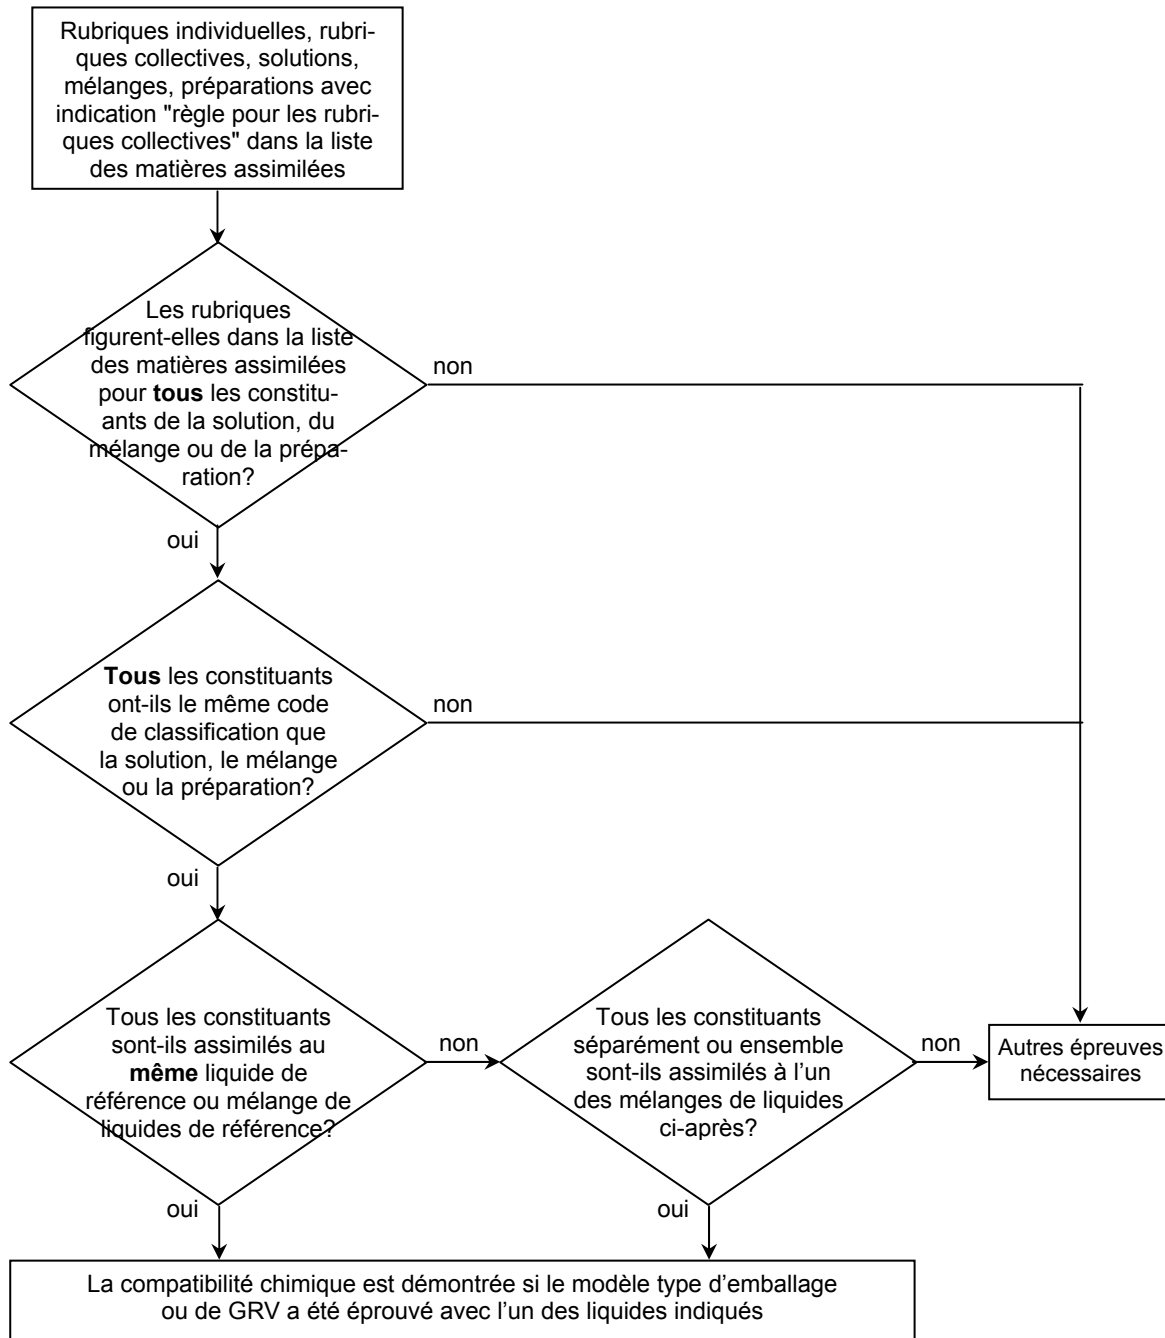 Rubriques individuelles, rubri-
ques collectives, solutions,
mélanges, préparations avec
indication "règle pour les rubri-
ques collectives" dans la liste
des matières assimilées
Les rubriques
figurent-elles dans la liste
des matières assimilées
pour tous les constitu-
ants de la solution, du
mélange ou de la prépa-
ration?
non
oui
Tous les constituants
ont-ils le même code
de classification que
la solution, le mélange
ou la préparation?
non
oui
Tous les constituants
sont-ils assimilés au
même liquide de
référence ou mélange de
liquides de référence?
non
Tous les constituants
séparément ou ensemble
sont-ils assimilés à l’un
des mélanges de liquides
ci-après?
non
Autres épreuves
nécessaires
oui
oui
La compatibilité chimique est démontrée si le modèle type d’emballage
ou de GRV a été éprouvé avec l’un des liquides indiqués